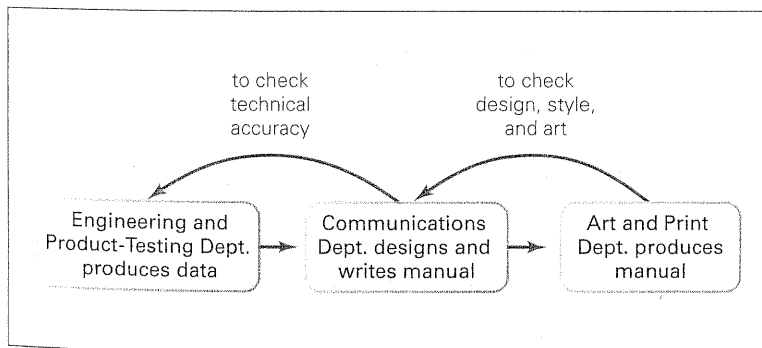 to check
technical
accuracy
to check
design, style,
and art
Engineering and
Product-Testing Dept.
produces data
Communications
Dept. designs and
writes manual
Art and Print
Dept. produces
manual